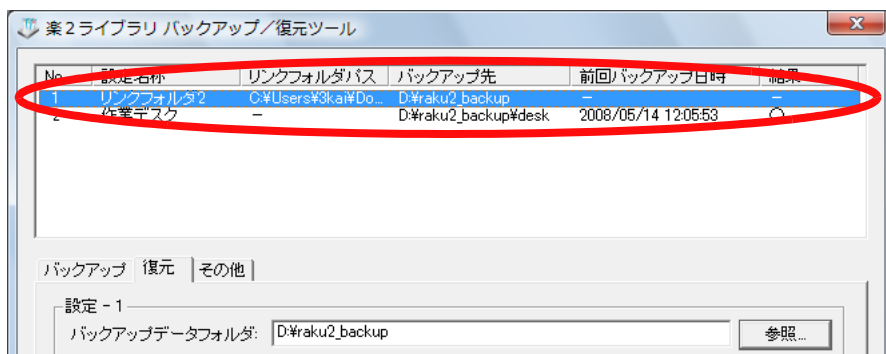 楽2ライブラリ バックアップ/復元ツール
No 設定名称 リンクフォルダパス バックアップ先 前回バックアップ日時 結果
1 リンクフォルダ2 C:¥Users¥3kai¥Do... D:¥raku2_backup － －
2 作業デスク － D:¥raku2_backup¥desk 2008/05/14 12:05:53 ○
バックアップ 復元 その他
設定 - 1
バックアップデータフォルダ: D:¥raku2_backup 参照...